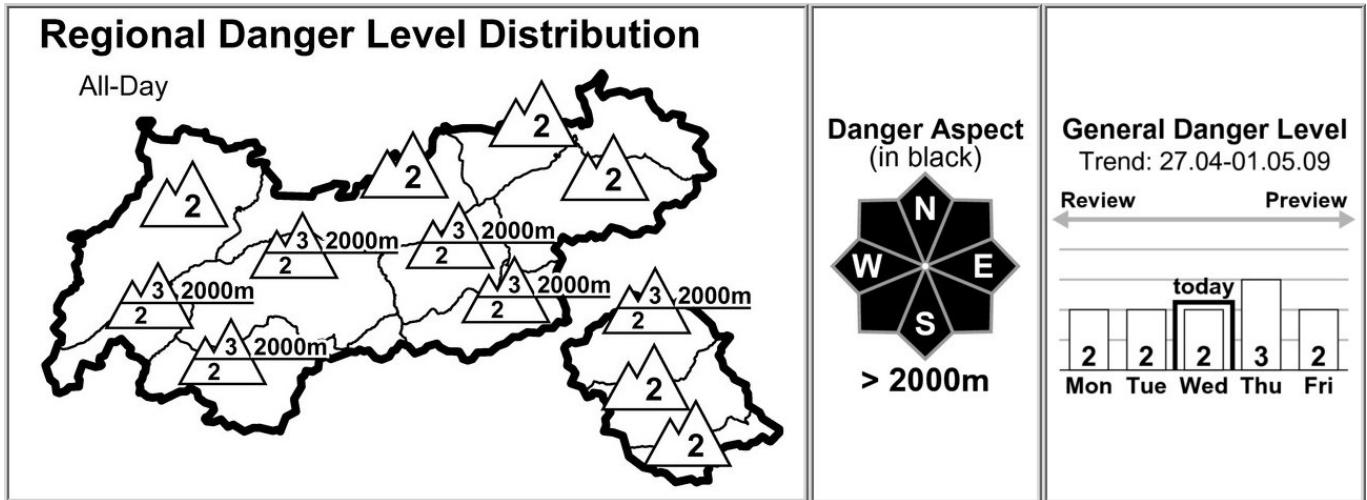 Regional Danger Level Distribution
All-Day
2
2
2
2
2
3 2000m
2
3 2000m
2
3 2000m
2
3 2000m
2
3 2000m
2
3 2000m
2
2
2
Danger Aspect
(in black)
N
W E
S
> 2000m
General Danger Level
Trend: 27.04-01.05.09
Review Preview
today
2 2 2 3 2
Mon Tue Wed Thu Fri